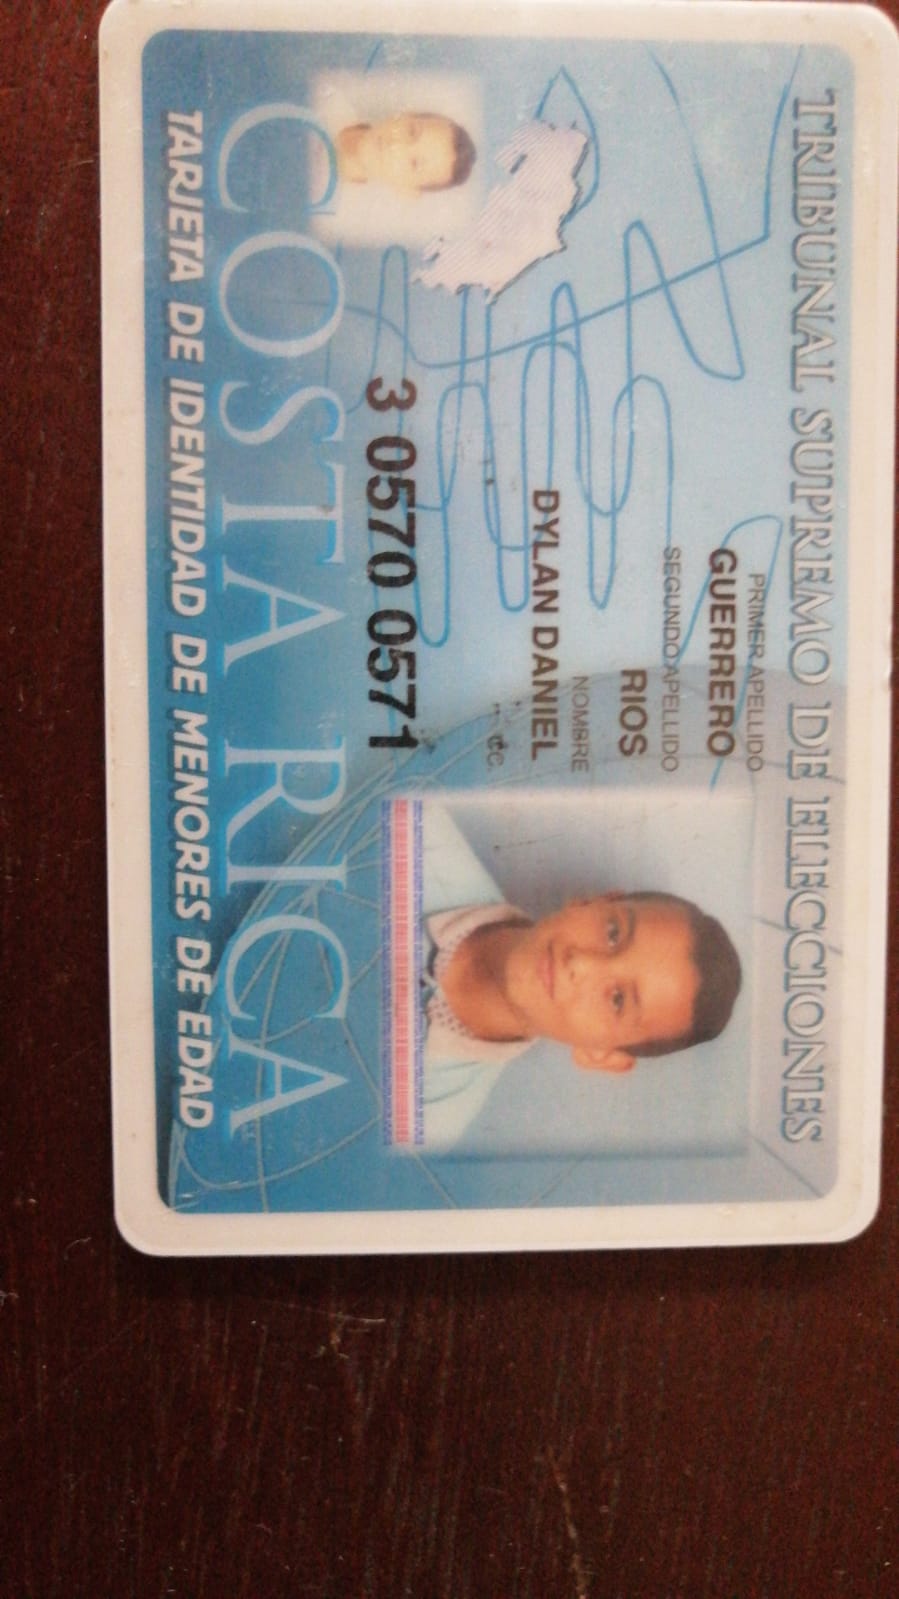 TRIBUNAL SUPREMO DE ELECCIONES
PRIMER APELLIDO
GUERRERO
SEGUNDO APELLIDO
RIOS
NOMBRE
DYLAN DANIEL
c.c.
3 0570 0571
COSTA RICA
TARJETA DE IDENTIDAD DE MENORES DE EDAD